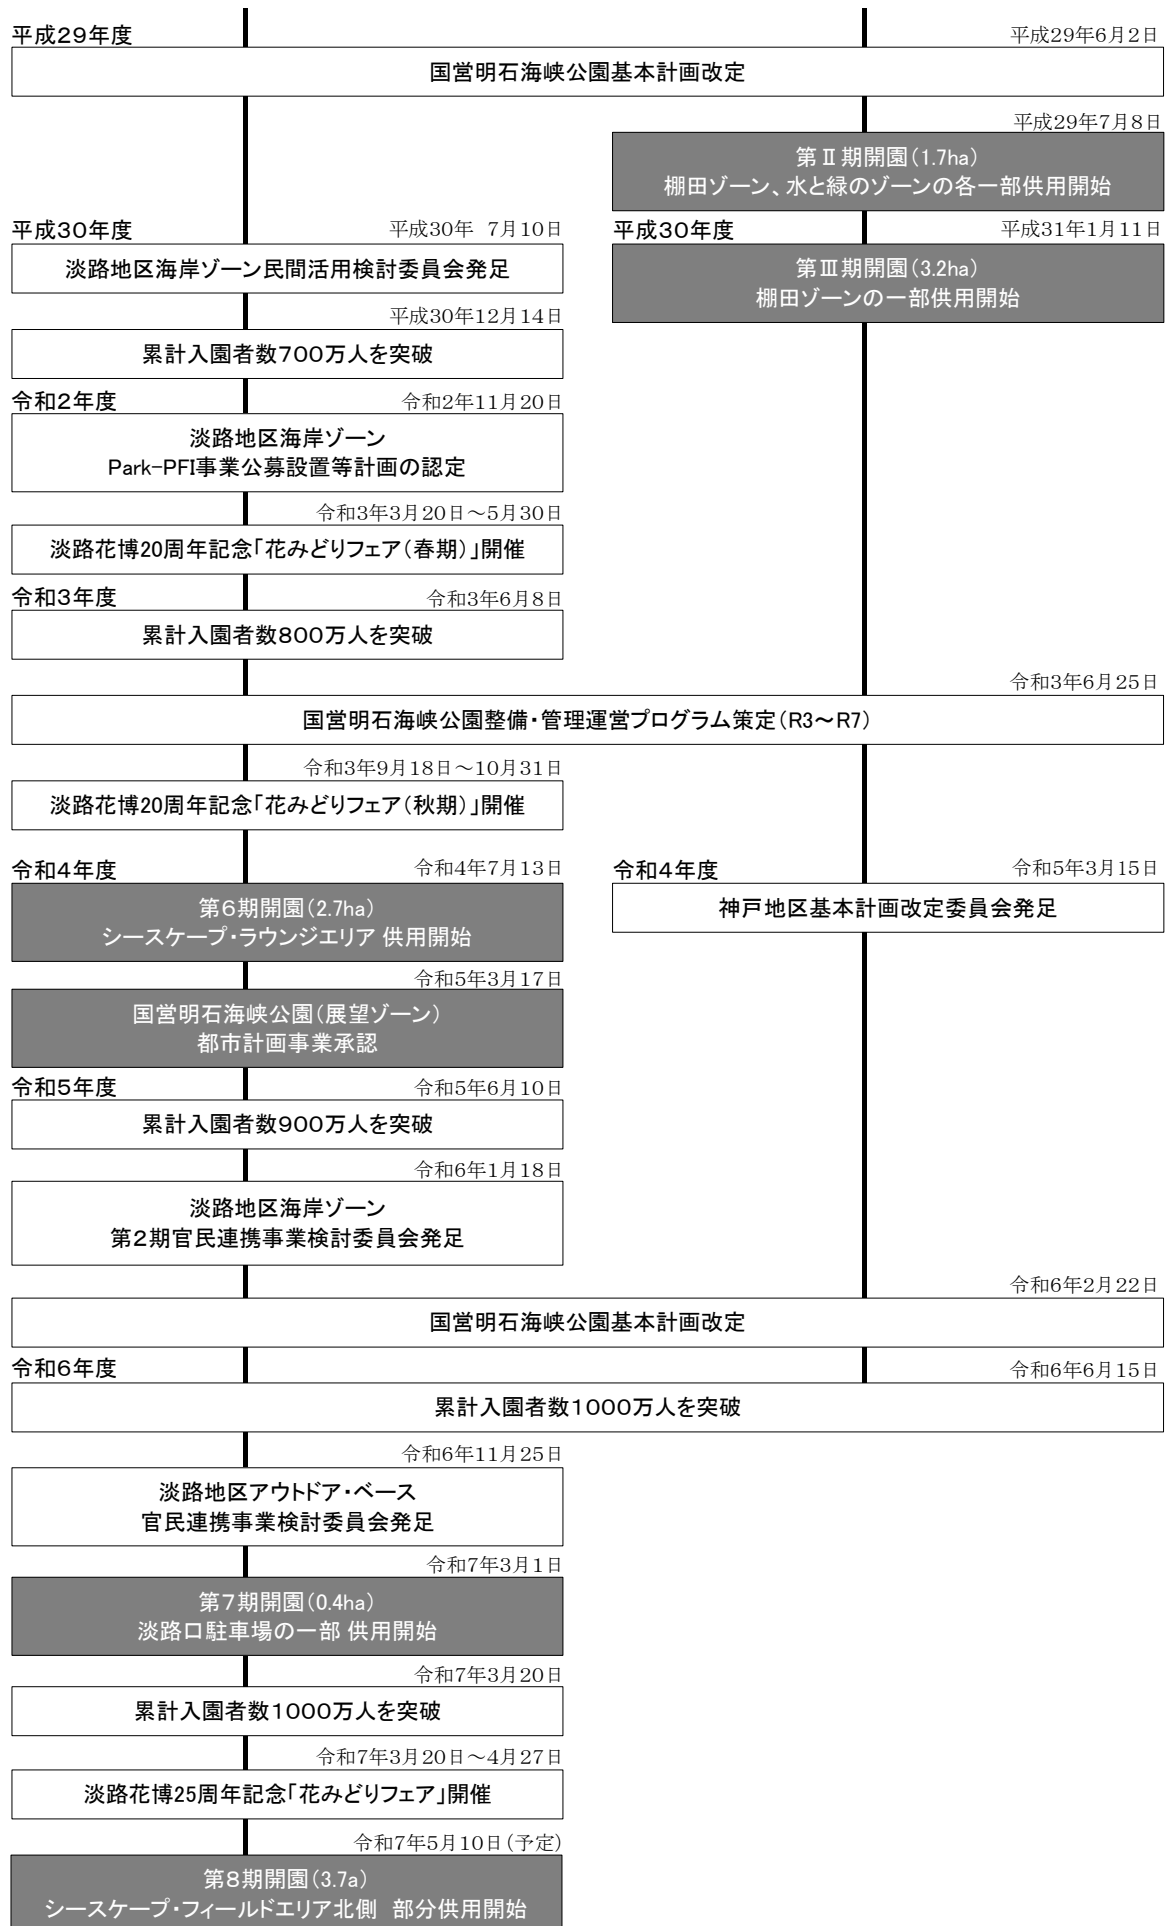 平成29年度
平成29年6月2日
国営明石海峡公園基本計画改定
平成29年7月8日
第Ⅱ期開園(1.7ha)
棚田ゾーン、水と緑のゾーンの各一部供用開始
平成30年度
平成30年 7月10日
淡路地区海岸ゾーン民間活用検討委員会発足
平成30年度
平成31年1月11日
第Ⅲ期開園(3.2ha)
棚田ゾーンの一部供用開始
平成30年12月14日
累計入園者数700万人を突破
令和2年度
令和2年11月20日
淡路地区海岸ゾーン
Park-PFI事業公募設置等計画の認定
令和3年3月20日～5月30日
淡路花博20周年記念「花みどりフェア(春期)」開催
令和3年度
令和3年6月8日
累計入園者数800万人を突破
令和3年6月25日
国営明石海峡公園整備・管理運営プログラム策定(R3～R7)
令和3年9月18日～10月31日
淡路花博20周年記念「花みどりフェア(秋期)」開催
令和4年度
令和4年7月13日
第6期開園(2.7ha)
シースケープ・ラウンジエリア 供用開始
令和4年度
令和5年3月15日
神戸地区基本計画改定委員会発足
令和5年3月17日
国営明石海峡公園(展望ゾーン)
都市計画事業承認
令和5年度
令和5年6月10日
累計入園者数900万人を突破
令和6年1月18日
淡路地区海岸ゾーン
第2期官民連携事業検討委員会発足
令和6年2月22日
国営明石海峡公園基本計画改定
令和6年度
令和6年6月15日
累計入園者数1000万人を突破
令和6年11月25日
淡路地区アウトドア・ベース
官民連携事業検討委員会発足
令和7年3月1日
第7期開園(0.4ha)
淡路口駐車場の一部 供用開始
令和7年3月20日
累計入園者数1000万人を突破
令和7年3月20日～4月27日
淡路花博25周年記念「花みどりフェア」開催
令和7年5月10日(予定)
第8期開園(3.7a)
シースケープ・フィールドエリア北側 部分供用開始